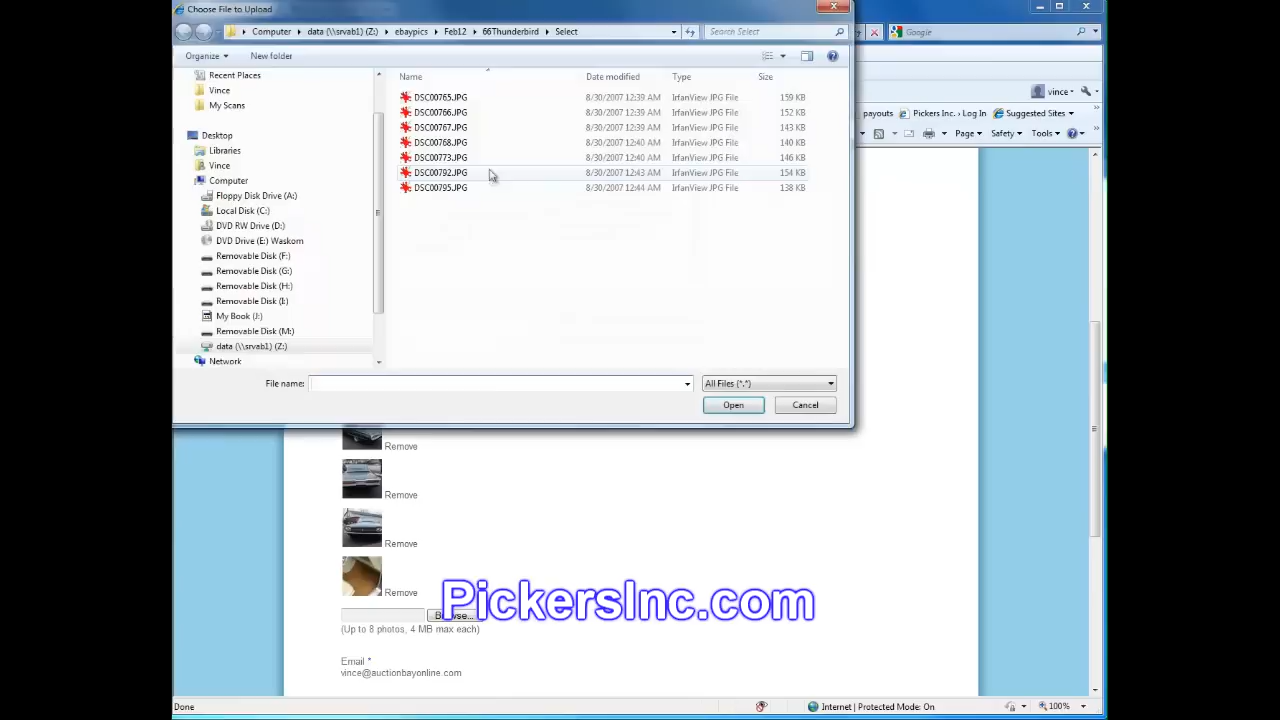 Choose File to Upload
Computer data (\\srvab1) (Z:) ebaypics Feb12 66Thunderbird Select Search Select Google
Organize New folder
Name Date modified Type Size
Recent Places
Vince
My Scans
Desktop
Libraries
Vince
Computer
Floppy Disk Drive (A:)
Local Disk (C:)
DVD RW Drive (D:)
DVD Drive (E:) Waskom
Removable Disk (F:)
Removable Disk (G:)
Removable Disk (H:)
Removable Disk (I:)
My Book (J:)
Removable Disk (M:)
data (\\srvab1) (Z:)
Network
DSC00765.JPG 8/30/2007 12:39 AM IrfanView JPG File 159 KB
DSC00766.JPG 8/30/2007 12:39 AM IrfanView JPG File 152 KB
DSC00767.JPG 8/30/2007 12:39 AM IrfanView JPG File 143 KB
DSC00768.JPG 8/30/2007 12:40 AM IrfanView JPG File 140 KB
DSC00773.JPG 8/30/2007 12:40 AM IrfanView JPG File 146 KB
DSC00792.JPG 8/30/2007 12:43 AM IrfanView JPG File 154 KB
DSC00795.JPG 8/30/2007 12:44 AM IrfanView JPG File 138 KB
File name: All Files (*.*)
Open Cancel
vince
payouts Pickers Inc. > Log In Suggested Sites
Page Safety Tools
Remove
Remove
Remove
Remove
Browse...
PickersInc.com
(Up to 8 photos, 4 MB max each)
Email *
vince@auctionbayonline.com
Done Internet | Protected Mode: On 100%